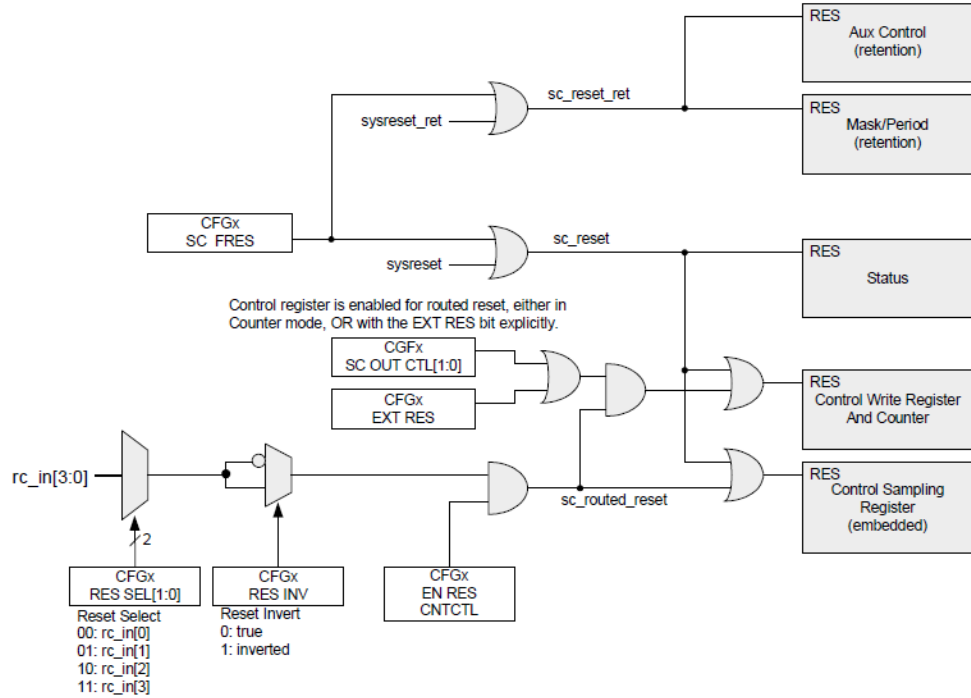 RES
Aux Control
(retention)
sc_reset_ret
sysreset_ret
RES
Mask/Period
(retention)
CFGx
SC FRES
sc_reset
sysreset
RES
Status
Control register is enabled for routed reset, either in
Counter mode, OR with the EXT RES bit explicitly.
CGFx
SC OUT CTL[1:0]
CFGx
EXT RES
RES
Control Write Register
And Counter
rc_in[3:0]
sc_routed_reset
RES
Control Sampling
Register
(embedded)
2
CFGx
RES SEL[1:0]
CFGx
RES INV
CFGx
EN RES
CNTCTL
Reset Select
00: rc_in[0]
01: rc_in[1]
10: rc_in[2]
11: rc_in[3]
Reset Invert
0: true
1: inverted